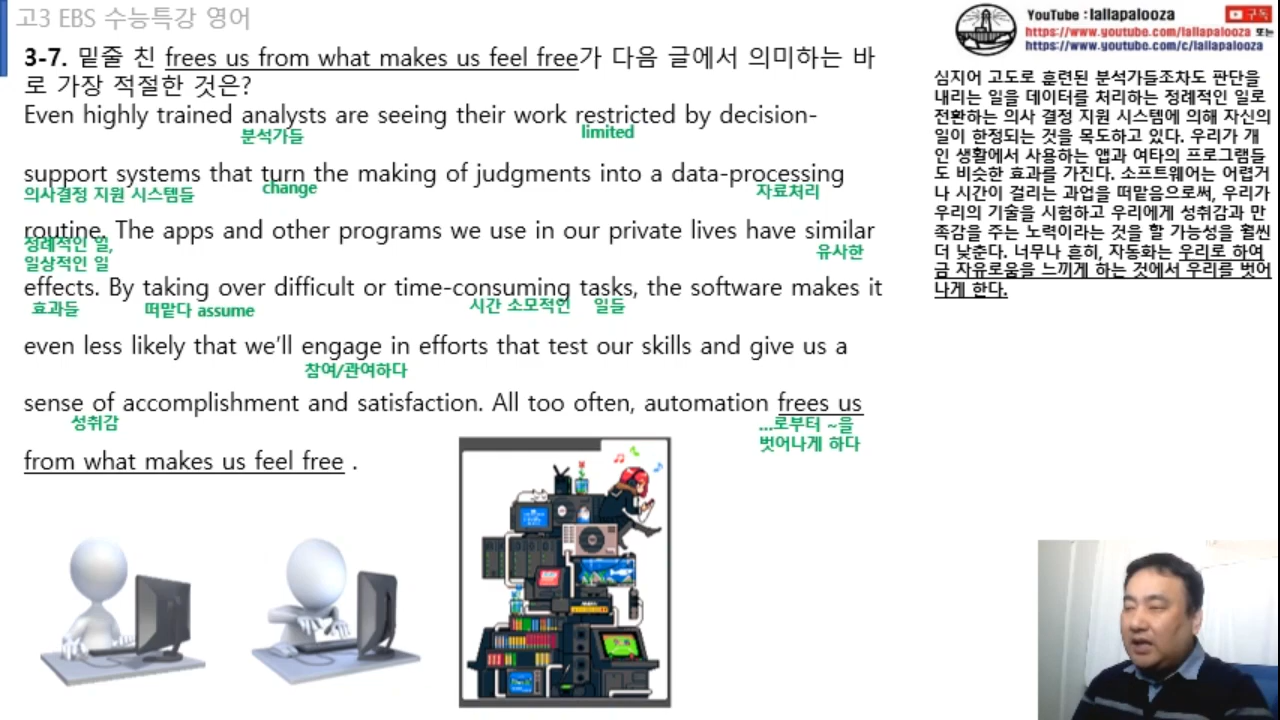 고3 EBS 수능특강 영어
3-7. 밑줄 친 frees us from what makes us feel free가 다음 글에서 의미하는 바
로 가장 적절한 것은?
Even highly trained analysts are seeing their work restricted by decision-
분석가들 limited
support systems that turn the making of judgments into a data-processing
의사결정 지원 시스템들 change 자료처리
routine. The apps and other programs we use in our private lives have similar
정례적인 일, 유사한
일상적인 일
effects. By taking over difficult or time-consuming tasks, the software makes it
효과들 떠맡다 assume 시간 소모적인 일들
even less likely that we'll engage in efforts that test our skills and give us a
참여/관여하다
sense of accomplishment and satisfaction. All too often, automation frees us
성취감 ...로부터 ~을
벗어나게 하다
from what makes us feel free .
YouTube : lallapalooza 구독
https://www.youtube.com/lallapalooza 또는
https://www.youtube.com/c/lallapalooza
심지어 고도로 훈련된 분석가들조차도 판단을
내리는 일을 데이터를 처리하는 정례적인 일로
전환하는 의사 결정 지원 시스템에 의해 자신의
일이 한정되는 것을 목도하고 있다. 우리가 개
인 생활에서 사용하는 앱과 여타의 프로그램들
도 비슷한 효과를 가진다. 소프트웨어는 어렵거
나 시간이 걸리는 과업을 떠맡음으로써, 우리가
우리의 기술을 시험하고 우리에게 성취감과 만
족감을 주는 노력이라는 것을 할 가능성을 훨씬
더 낮춘다. 너무나 흔히, 자동화는 우리로 하여
금 자유로움을 느끼게 하는 것에서 우리를 벗어
나게 한다.